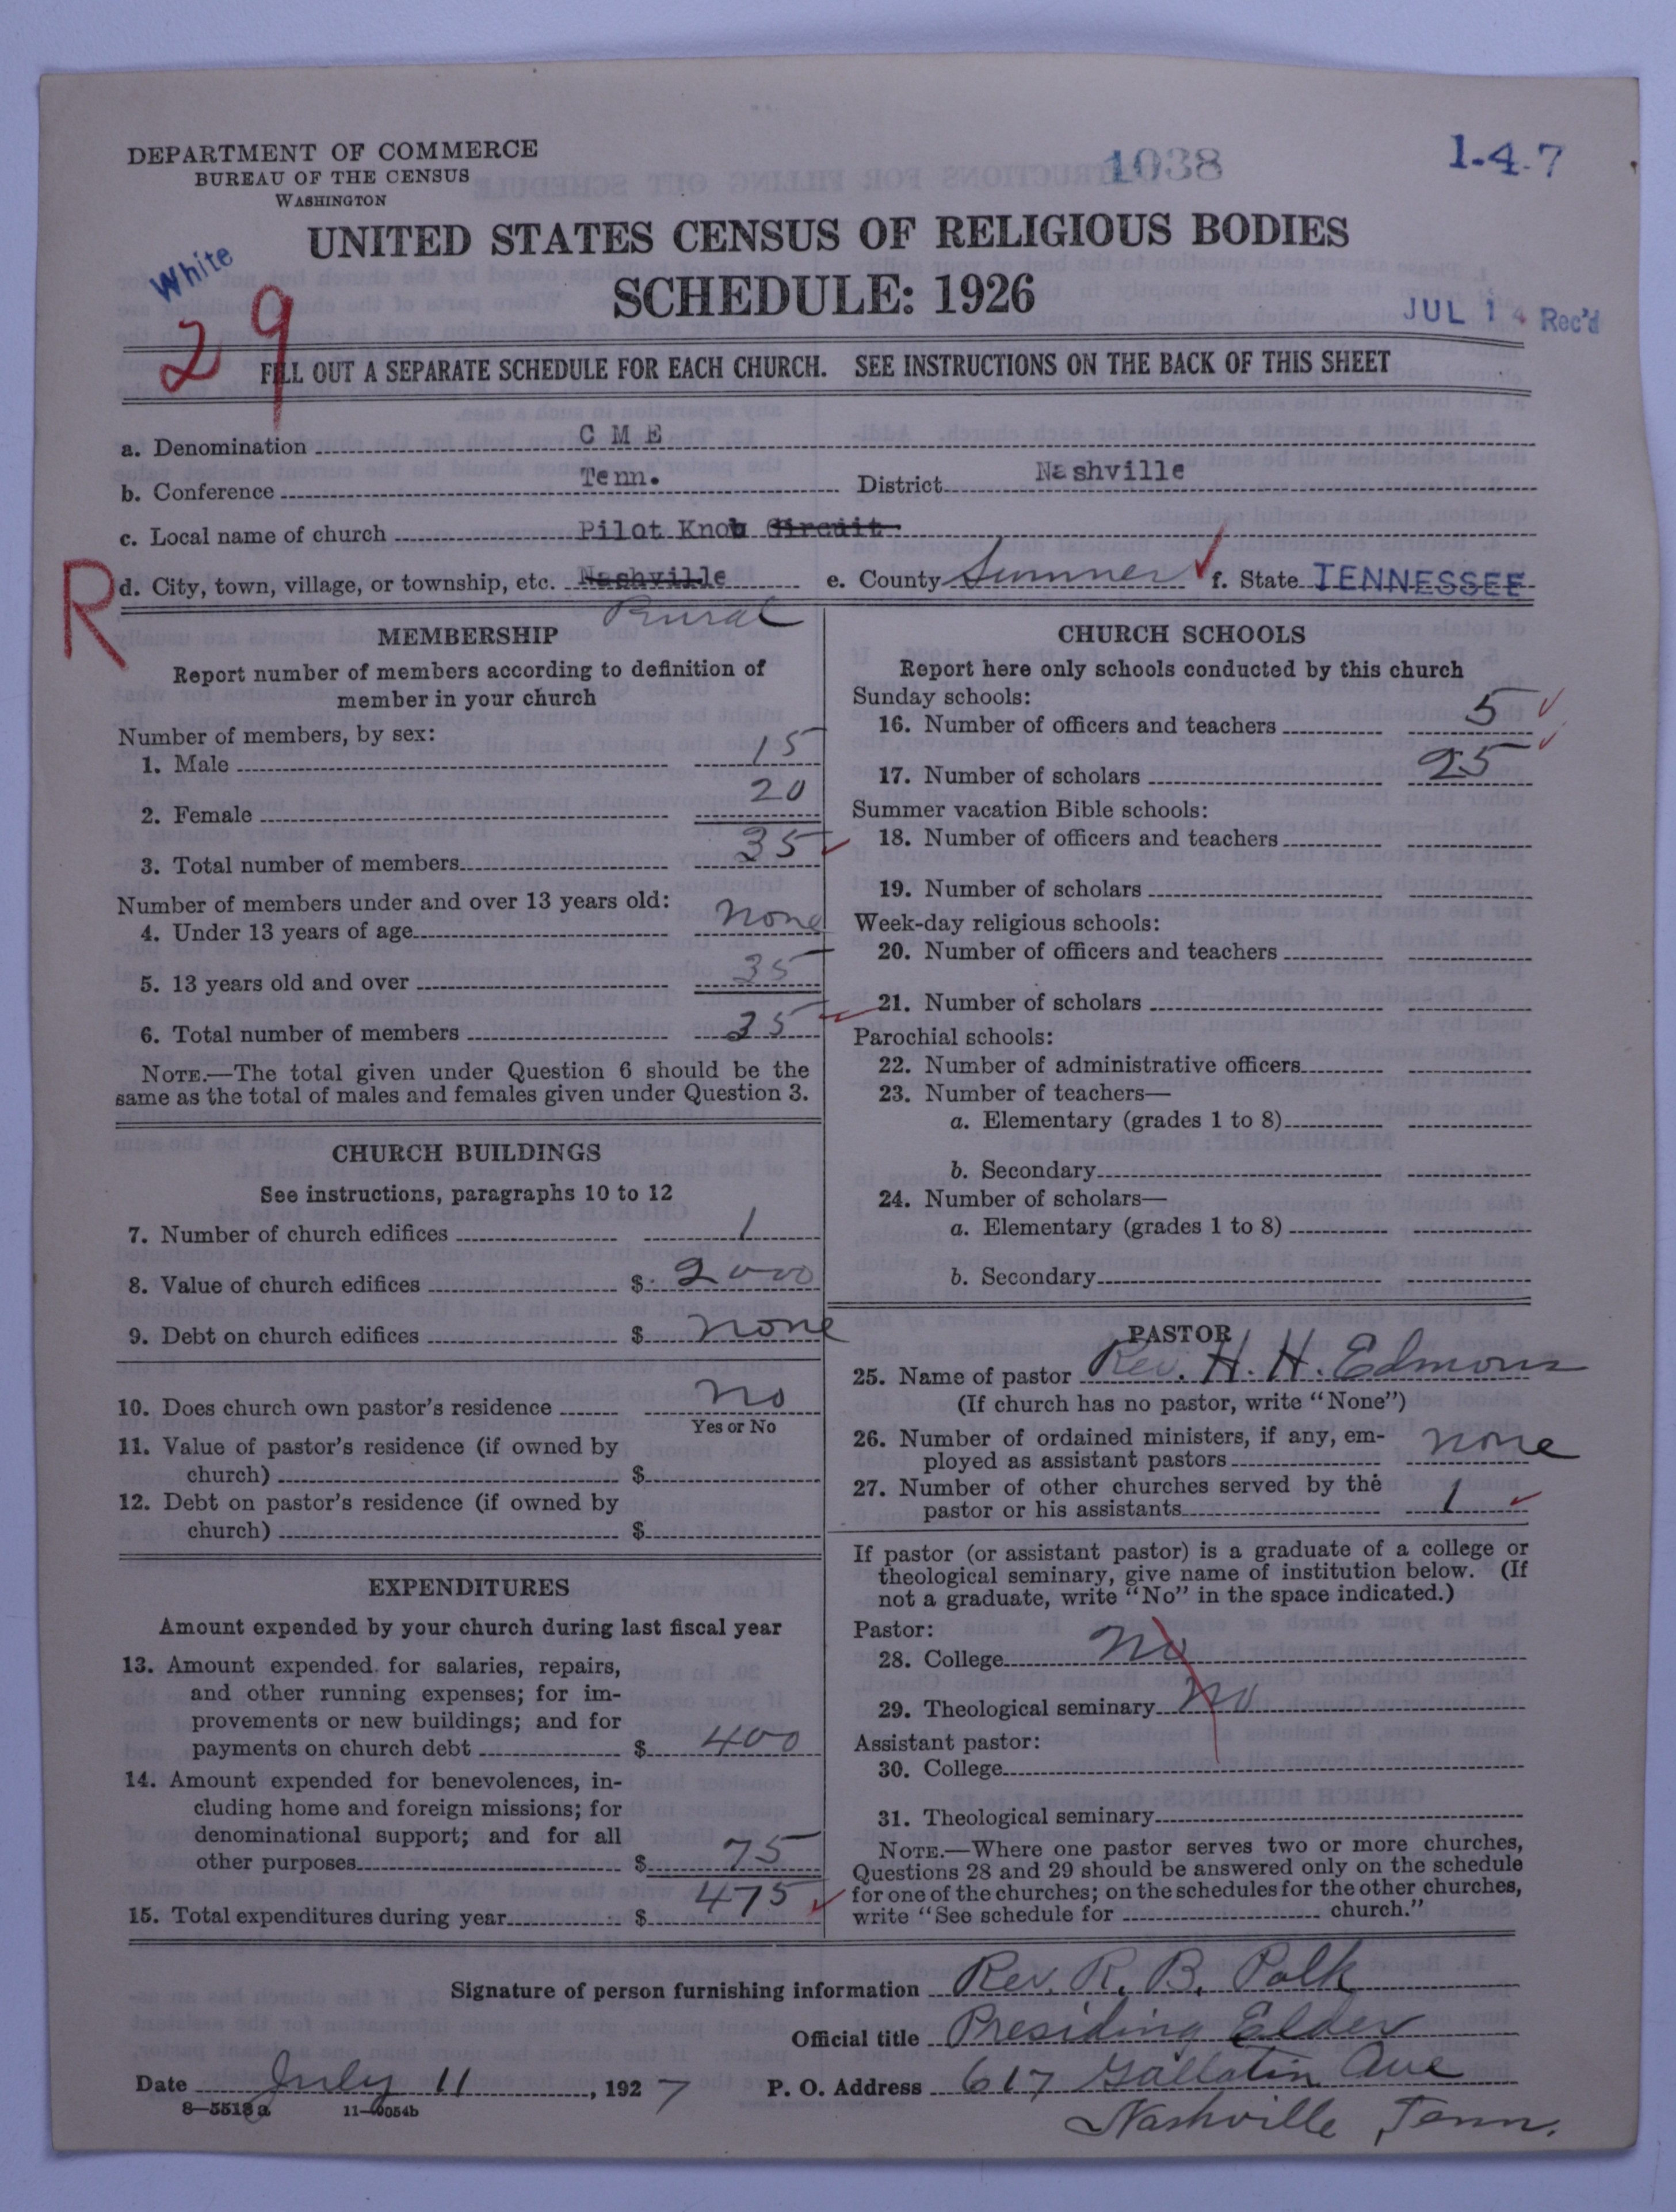 DEPARTMENT OF COMMERCE
BUREAU OF THE CENSUS
WASHINGTON
1038
1-4-7
UNITED STATES CENSUS OF RELIGIOUS BODIES
SCHEDULE: 1926
White
29
JUL 14 Rec'd
FILL OUT A SEPARATE SCHEDULE FOR EACH CHURCH. SEE INSTRUCTIONS ON THE BACK OF THIS SHEET
a. Denomination C M E
b. Conference Tenn. District Nashville
c. Local name of church Pilot Knob Circuit
R d. City, town, village, or township, etc. Nashville e. County Sumner f. State TENNESSEE
Rural
MEMBERSHIP
Report number of members according to definition of
member in your church
Number of members, by sex:
1. Male 15
2. Female 20
3. Total number of members 35
Number of members under and over 13 years old:
4. Under 13 years of age none
5. 13 years old and over 35
6. Total number of members 35
NOTE.—The total given under Question 6 should be the
same as the total of males and females given under Question 3.
CHURCH BUILDINGS
See instructions, paragraphs 10 to 12
7. Number of church edifices 1
8. Value of church edifices $ 2000
9. Debt on church edifices $ none
10. Does church own pastor's residence no
Yes or No
11. Value of pastor's residence (if owned by
church) $
12. Debt on pastor's residence (if owned by
church) $
EXPENDITURES
Amount expended by your church during last fiscal year
13. Amount expended for salaries, repairs,
and other running expenses; for im-
provements or new buildings; and for
payments on church debt $ 400
14. Amount expended for benevolences, in-
cluding home and foreign missions; for
denominational support; and for all
other purposes $ 75
15. Total expenditures during year $ 475
CHURCH SCHOOLS
Report here only schools conducted by this church
Sunday schools:
16. Number of officers and teachers 5
17. Number of scholars 25
Summer vacation Bible schools:
18. Number of officers and teachers
19. Number of scholars
Week-day religious schools:
20. Number of officers and teachers
21. Number of scholars
Parochial schools:
22. Number of administrative officers
23. Number of teachers—
a. Elementary (grades 1 to 8)
b. Secondary
24. Number of scholars—
a. Elementary (grades 1 to 8)
b. Secondary
PASTOR
25. Name of pastor Rev. H. H. Edmons
(If church has no pastor, write "None")
26. Number of ordained ministers, if any, em-
ployed as assistant pastors none
27. Number of other churches served by the
pastor or his assistants 1
If pastor (or assistant pastor) is a graduate of a college or
theological seminary, give name of institution below. (If
not a graduate, write "No" in the space indicated.)
Pastor:
28. College no
29. Theological seminary no
Assistant pastor:
30. College
31. Theological seminary
NOTE.—Where one pastor serves two or more churches,
Questions 28 and 29 should be answered only on the schedule
for one of the churches; on the schedules for the other churches,
write "See schedule for church."
Signature of person furnishing information Rev. R. B. Polk
Official title Presiding Elder
Date July 11, 1927 P. O. Address 617 Gallatin Ave
8—5518a 11—9054b
Nashville Tenn.